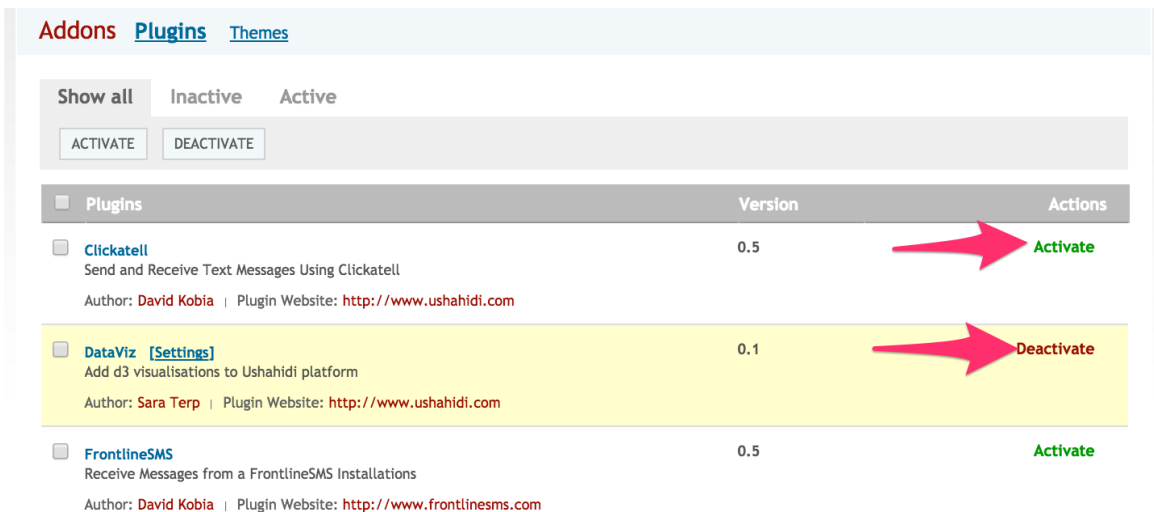 Addons Plugins Themes
Show all Inactive Active
ACTIVATE DEACTIVATE
Plugins Version Actions
Clickatell 0.5 Activate
Send and Receive Text Messages Using Clickatell
Author: David Kobia | Plugin Website: http://www.ushahidi.com
DataViz [Settings] 0.1 Deactivate
Add d3 visualisations to Ushahidi platform
Author: Sara Terp | Plugin Website: http://www.ushahidi.com
FrontlineSMS 0.5 Activate
Receive Messages from a FrontlineSMS Installations
Author: David Kobia | Plugin Website: http://www.frontlinesms.com